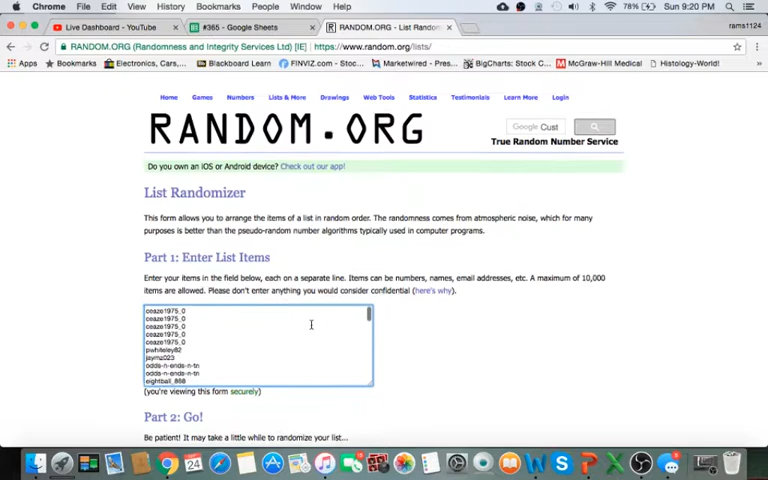 Chrome File Edit View History Bookmarks People Window Help 78% Sun 9:20 PM
Live Dashboard - YouTube #365 - Google Sheets RANDOM.ORG - List Random rams1124
RANDOM.ORG (Randomness and Integrity Services Ltd) [IE] https://www.random.org/lists/
Apps Bookmarks Electronics, Cars,... Blackboard Learn FINVIZ.com - Stoc... Marketwired - Pres... BigCharts: Stock C... McGraw-Hill Medical Histology-World!
Home Games Numbers Lists & More Drawings Web Tools Statistics Testimonials Learn More Login
RANDOM.ORG
Google Cust
True Random Number Service
Do you own an iOS or Android device? Check out our app!
List Randomizer
This form allows you to arrange the items of a list in random order. The randomness comes from atmospheric noise, which for many
purposes is better than the pseudo-random number algorithms typically used in computer programs.
Part 1: Enter List Items
Enter your items in the field below, each on a separate line. Items can be numbers, names, email addresses, etc. A maximum of 10,000
items are allowed. Please don't enter anything you would consider confidential (here's why).
ceaze1975_0
ceaze1975_0
ceaze1975_0
ceaze1975_0
ceaze1975_0
pwhiteley82
jaymz023
odds-n-ends-n-tn
odds-n-ends-n-tn
eightball_868
(you're viewing this form securely)
Part 2: Go!
Be patient! It may take a little while to randomize your list...